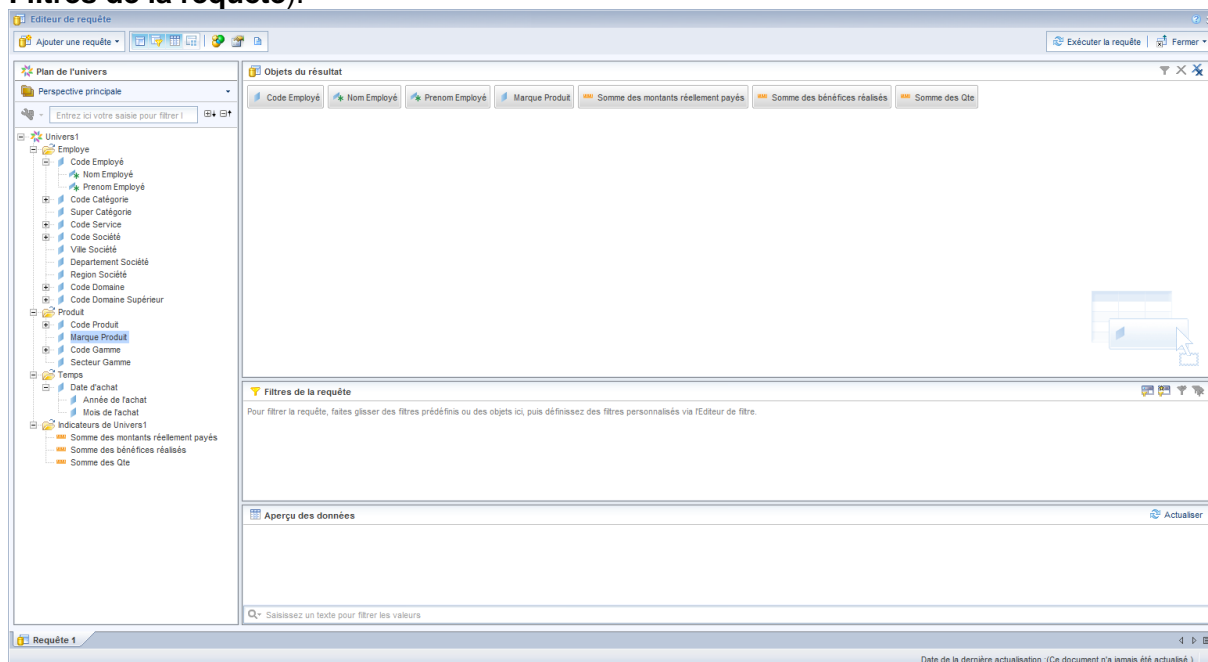 Filtres de la requête).
Editeur de requête
Ajouter une requête
Exécuter la requête
Fermer
Plan de l'univers
Perspective principale
Entrez ici votre saisie pour filtrer l
Univers1
Employe
Code Employé
Nom Employé
Prenom Employé
Code Catégorie
Super Catégorie
Code Service
Code Société
Ville Société
Departement Société
Region Société
Code Domaine
Code Domaine Supérieur
Produit
Code Produit
Marque Produit
Code Gamme
Secteur Gamme
Temps
Date d'achat
Année de l'achat
Mois de l'achat
Indicateurs de Univers1
Somme des montants réellement payés
Somme des bénéfices réalisés
Somme des Qte
Objets du résultat
Code Employé Nom Employé Prenom Employé Marque Produit Somme des montants réellement payés Somme des bénéfices réalisés Somme des Qte
Filtres de la requête
Pour filtrer la requête, faites glisser des filtres prédéfinis ou des objets ici, puis définissez des filtres personnalisés via l'Editeur de filtre.
Aperçu des données
Actualiser
Saisissez un texte pour filtrer les valeurs
Requête 1
Date de la dernière actualisation :(Ce document n'a jamais été actualisé.)